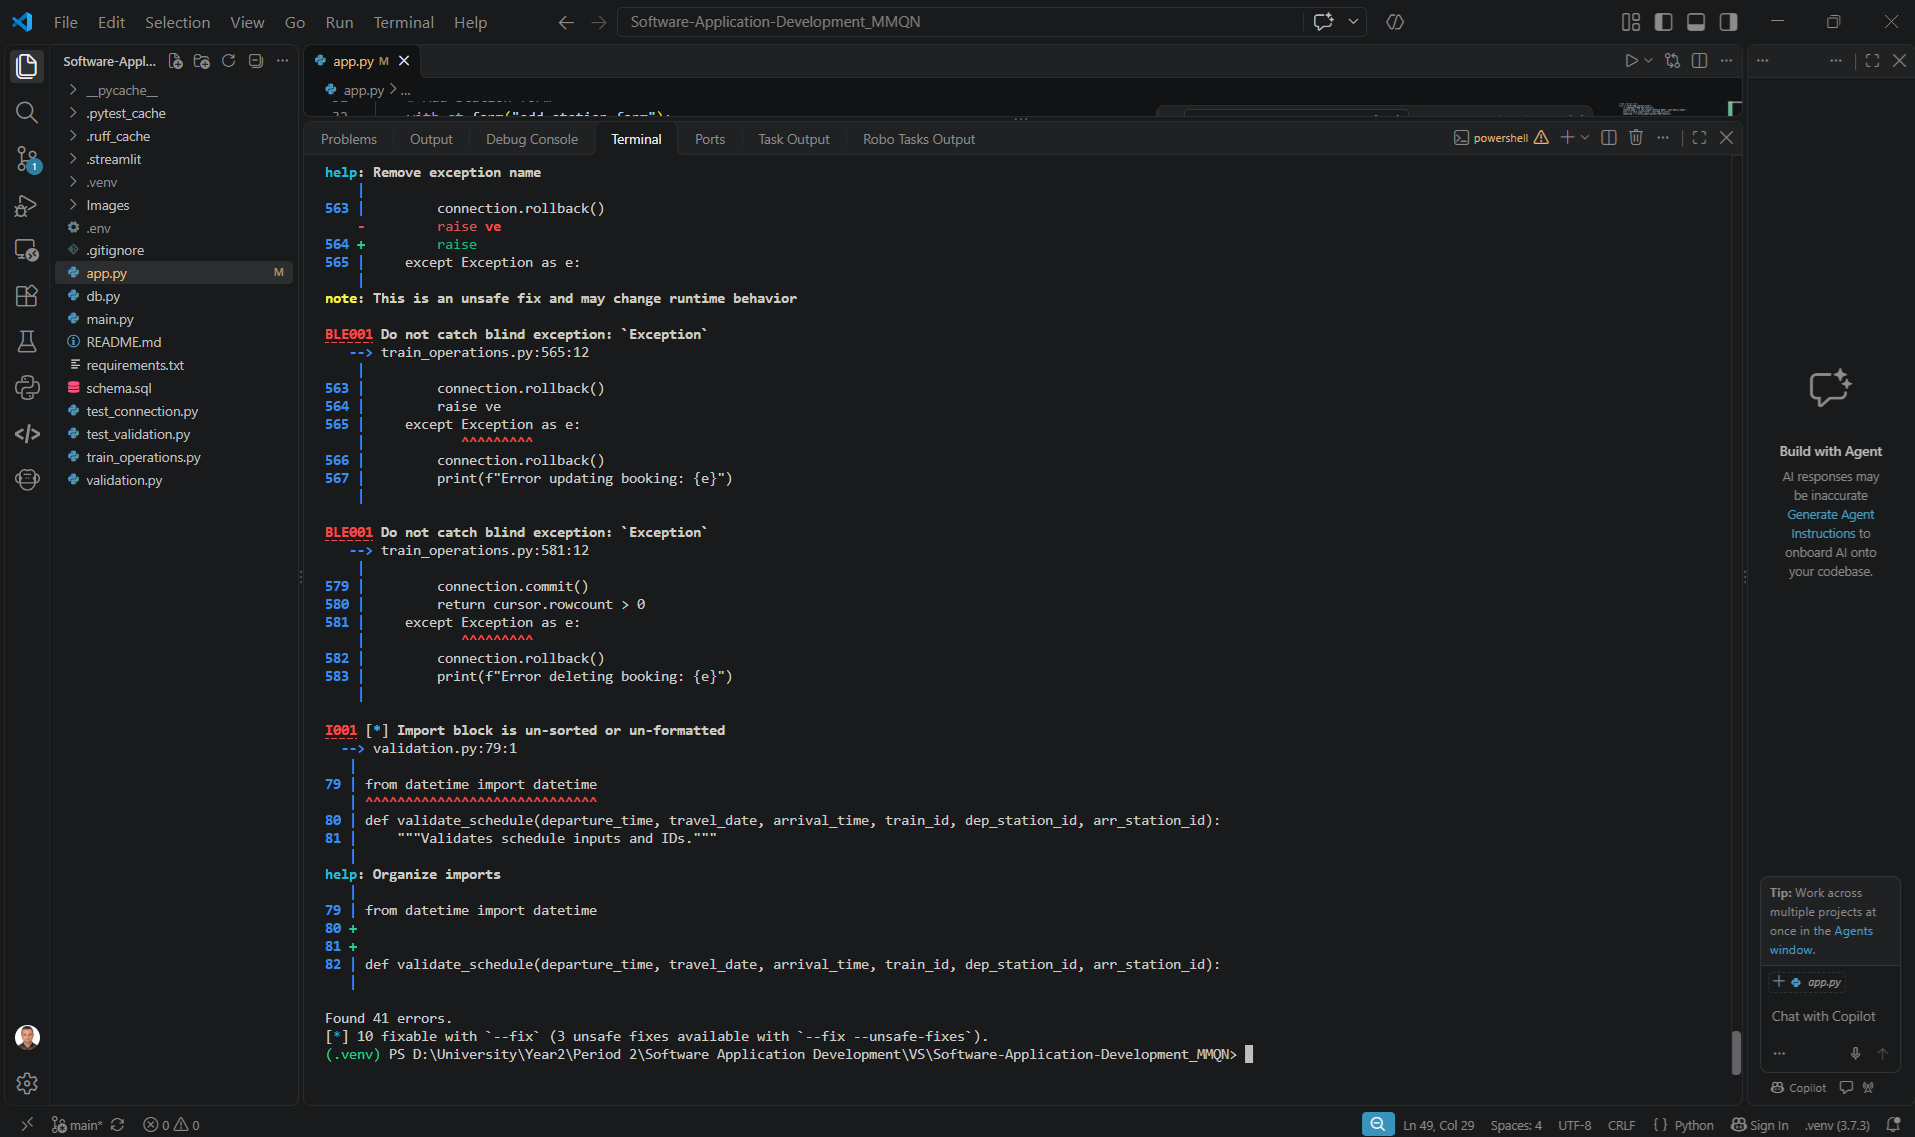 File Edit Selection View Go Run Terminal Help
Software-Application-Development_MMQN
Software-Appl...
__pycache__
.pytest_cache
.ruff_cache
.streamlit
.venv
Images
.env
.gitignore
app.py M
db.py
main.py
README.md
requirements.txt
schema.sql
test_connection.py
test_validation.py
train_operations.py
validation.py
1
app.py M
app.py > ...
Problems Output Debug Console Terminal Ports Task Output Robo Tasks Output
powershell
help: Remove exception name
|
563 | connection.rollback()
- raise ve
564 + raise
565 | except Exception as e:
|
note: This is an unsafe fix and may change runtime behavior
BLE001 Do not catch blind exception: `Exception`
--> train_operations.py:565:12
|
563 | connection.rollback()
564 | raise ve
565 | except Exception as e:
| ^^^^^^^^^
566 | connection.rollback()
567 | print(f"Error updating booking: {e}")
|
BLE001 Do not catch blind exception: `Exception`
--> train_operations.py:581:12
|
579 | connection.commit()
580 | return cursor.rowcount > 0
581 | except Exception as e:
| ^^^^^^^^^
582 | connection.rollback()
583 | print(f"Error deleting booking: {e}")
|
I001 [*] Import block is un-sorted or un-formatted
--> validation.py:79:1
|
79 | from datetime import datetime
| ^^^^^^^^^^^^^^^^^^^^^^^^^^^^^
80 | def validate_schedule(departure_time, travel_date, arrival_time, train_id, dep_station_id, arr_station_id):
81 | """Validates schedule inputs and IDs."""
|
help: Organize imports
|
79 | from datetime import datetime
80 +
81 +
82 | def validate_schedule(departure_time, travel_date, arrival_time, train_id, dep_station_id, arr_station_id):
|
Found 41 errors.
[*] 10 fixable with `--fix` (3 unsafe fixes available with `--fix --unsafe-fixes`).
(.venv) PS D:\University\Year2\Period 2\Software Application Development\VS\Software-Application-Development_MMQN>
Build with Agent
AI responses may
be inaccurate
Generate Agent
Instructions to
onboard AI onto
your codebase.
Tip: Work across
multiple projects at
once in the Agents
window.
app.py
Chat with Copilot
Copilot
main* 0 0
Ln 49, Col 29 Spaces: 4 UTF-8 CRLF { } Python Sign In .venv (3.7.3)